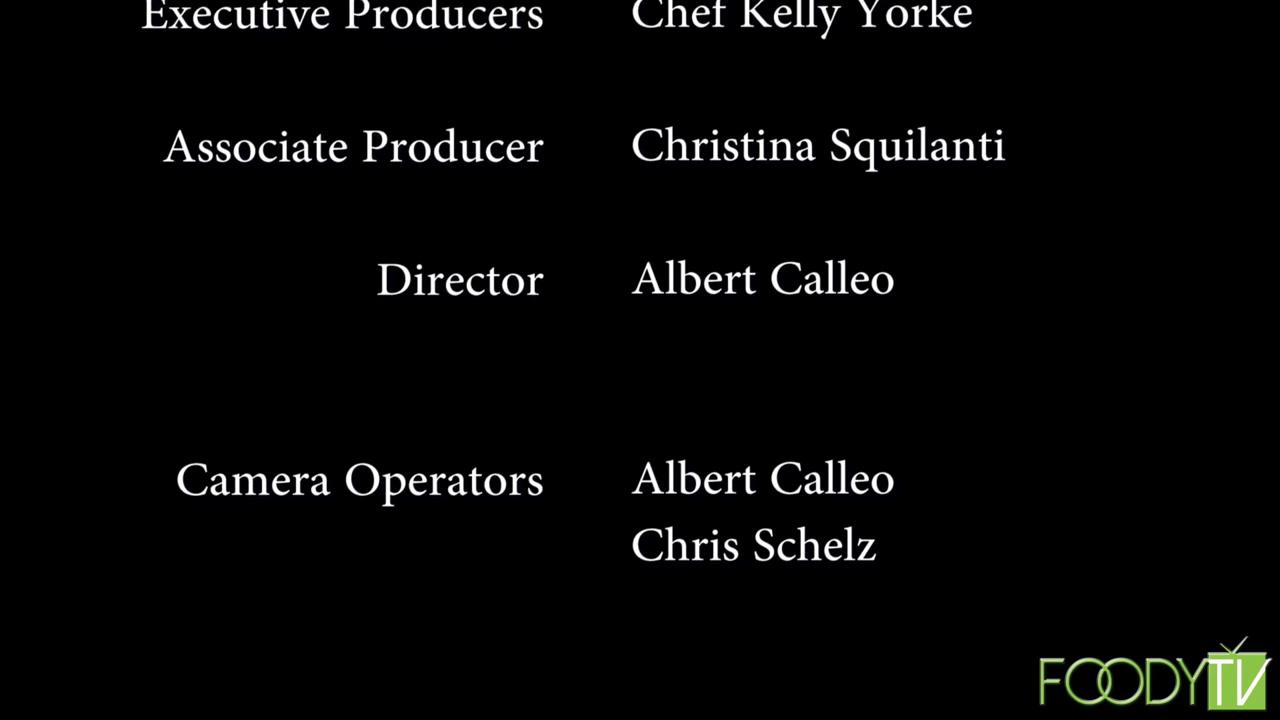 Executive Producers Chef Kelly Yorke
Associate Producer Christina Squilanti
Director Albert Calleo
Camera Operators Albert Calleo
Chris Schelz
FOODYTV